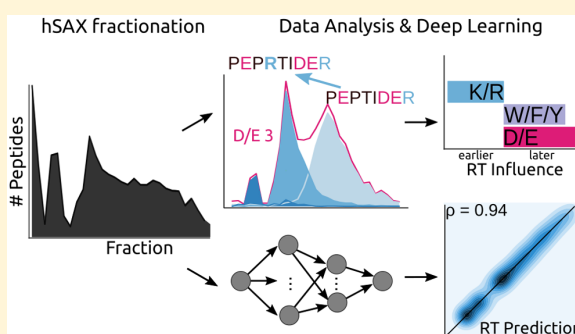 hSAX fractionation
Data Analysis & Deep Learning
# Peptides
Fraction
PEPRTIDER
PEPTIDER
D/E 3
K/R
W/F/Y
D/E
earlier later
RT Influence
ρ = 0.94
RT Prediction